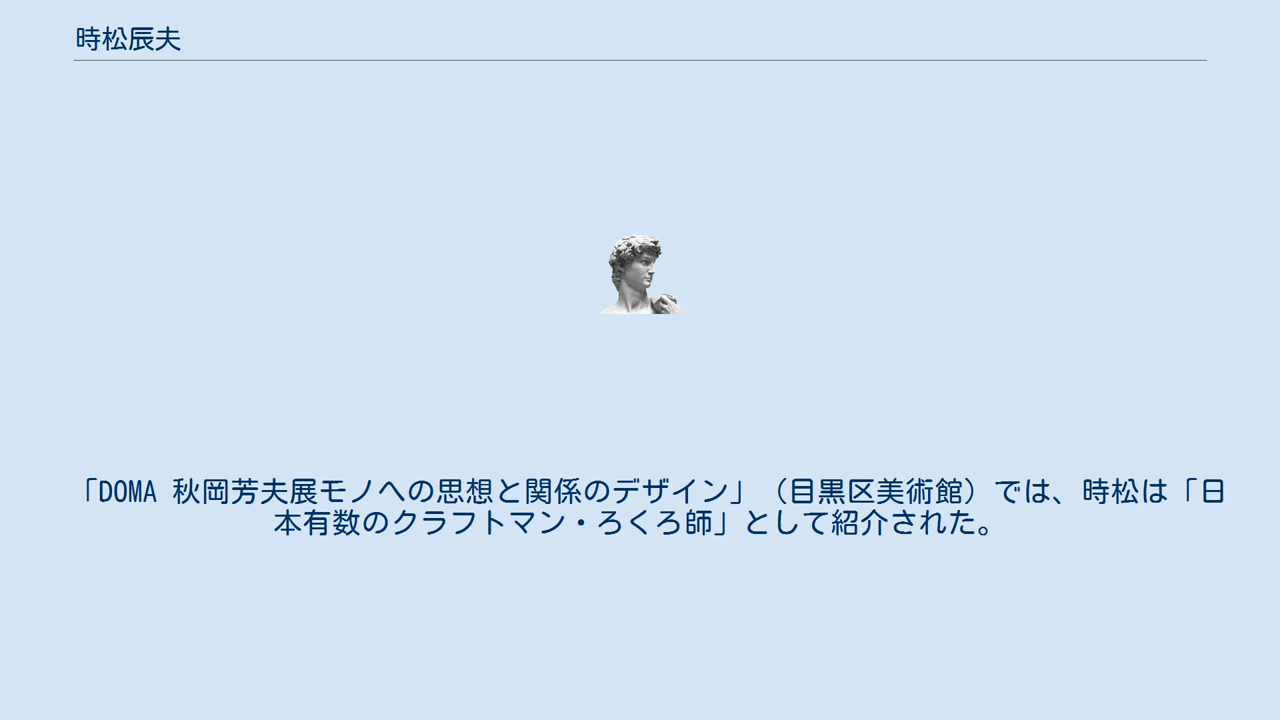 時松辰夫
「DOMA 秋岡芳夫展モノへの思想と関係のデザイン」（目黒区美術館）では、時松は「日
本有数のクラフトマン・ろくろ師」として紹介された。